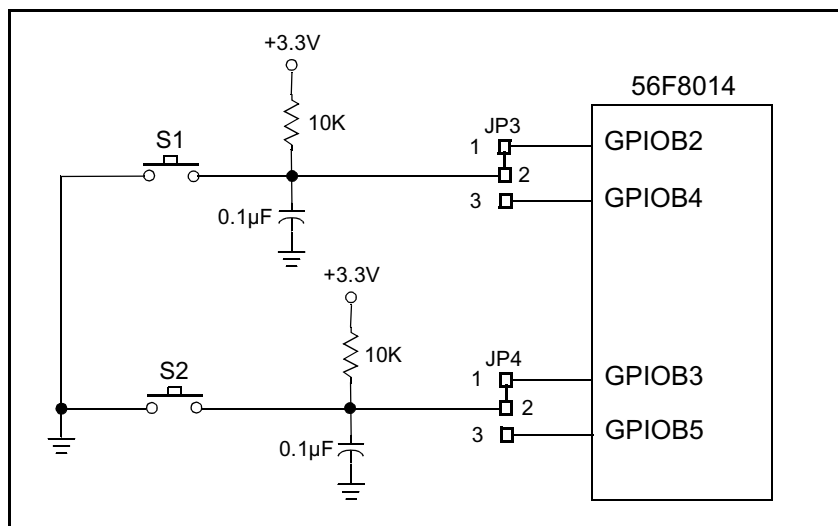 +3.3V
56F8014
10K
JP3
S1
1
GPIOB2
2
3
GPIOB4
0.1µF
+3.3V
10K
JP4
S2
1
GPIOB3
2
3
GPIOB5
0.1µF